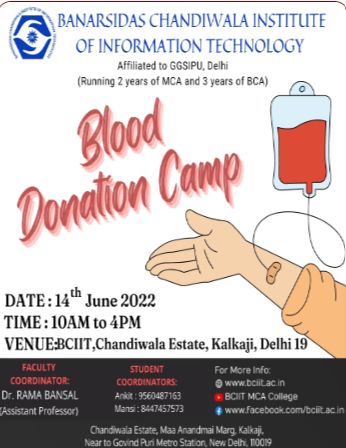 BANARSIDAS CHANDIWALA INSTITUTE
OF INFORMATION TECHNOLOGY
Affiliated to GGSIPU, Delhi
(Running 2 years of MCA and 3 years of BCA)
Blood
Donation Camp
DATE : 14th June 2022
TIME : 10AM to 4PM
VENUE:BCIIT,Chandiwala Estate, Kalkaji, Delhi 19
FACULTY
COORDINATOR:
Dr. RAMA BANSAL
(Assistant Professor)
STUDENT
COORDINATORS:
Ankit : 9560487163
Mansi : 8447457573
For More Info:
www.bciit.ac.in
BCIIT MCA College
www.facebook.com/bciit.ac.in
Chandiwala Estate, Maa Anandmai Marg, Kalkaji,
Near to Govind Puri Metro Station, New Delhi, 110019